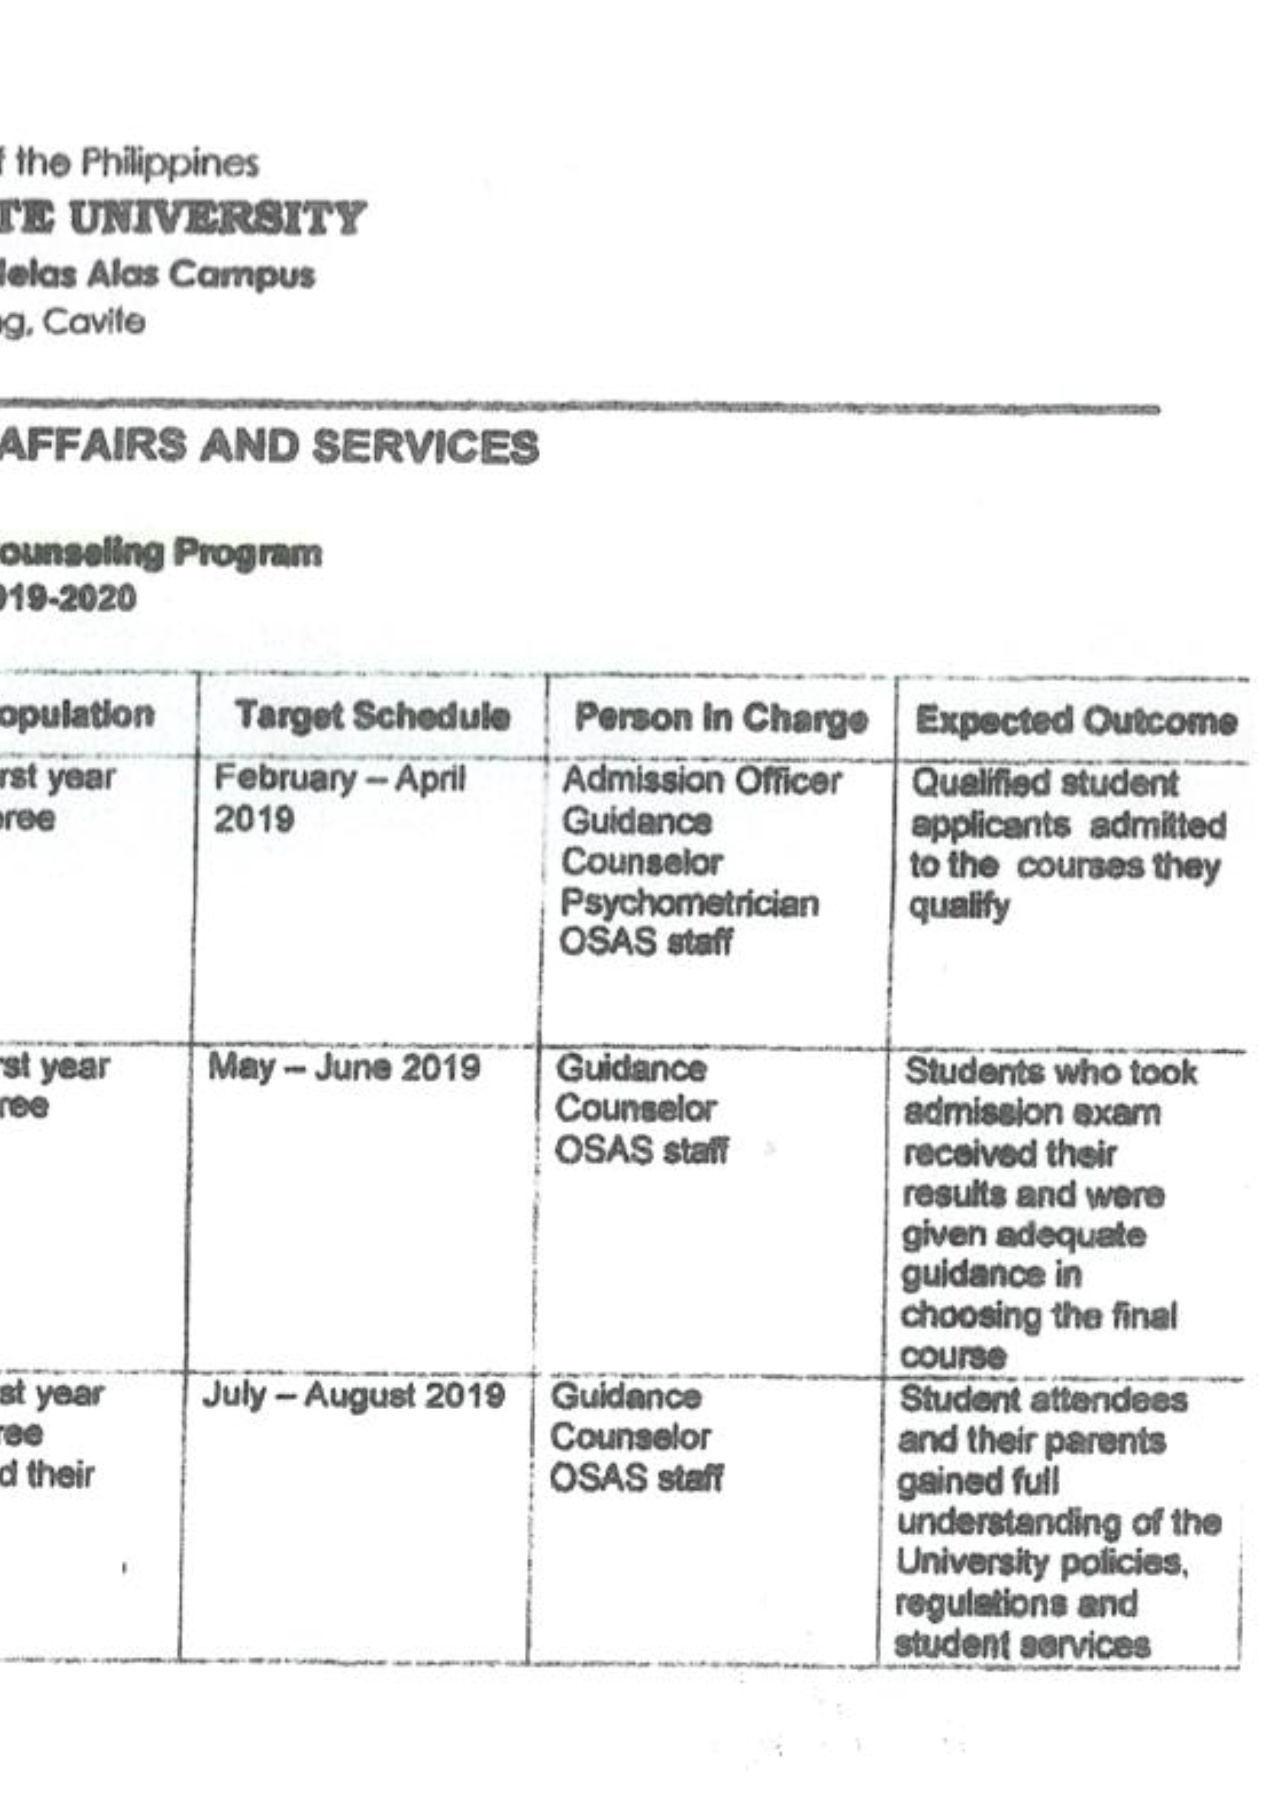 f the Philippines
TE UNIVERSITY
lelas Alas Campus
ng, Cavite
AFFAIRS AND SERVICES
ounseling Program
019-2020
opulation Target Schedule Person In Charge Expected Outcome
rst year
ree
February – April
2019
Admission Officer
Guidance
Counselor
Psychometrician
OSAS staff
Qualified student
applicants admitted
to the courses they
qualify
rst year
ree
May – June 2019
Guidance
Counselor
OSAS staff
Students who took
admission exam
received their
results and were
given adequate
guidance in
choosing the final
course
st year
ree
d their
July – August 2019
Guidance
Counselor
OSAS staff
Student attendees
and their parents
gained full
understanding of the
University policies,
regulations and
student services